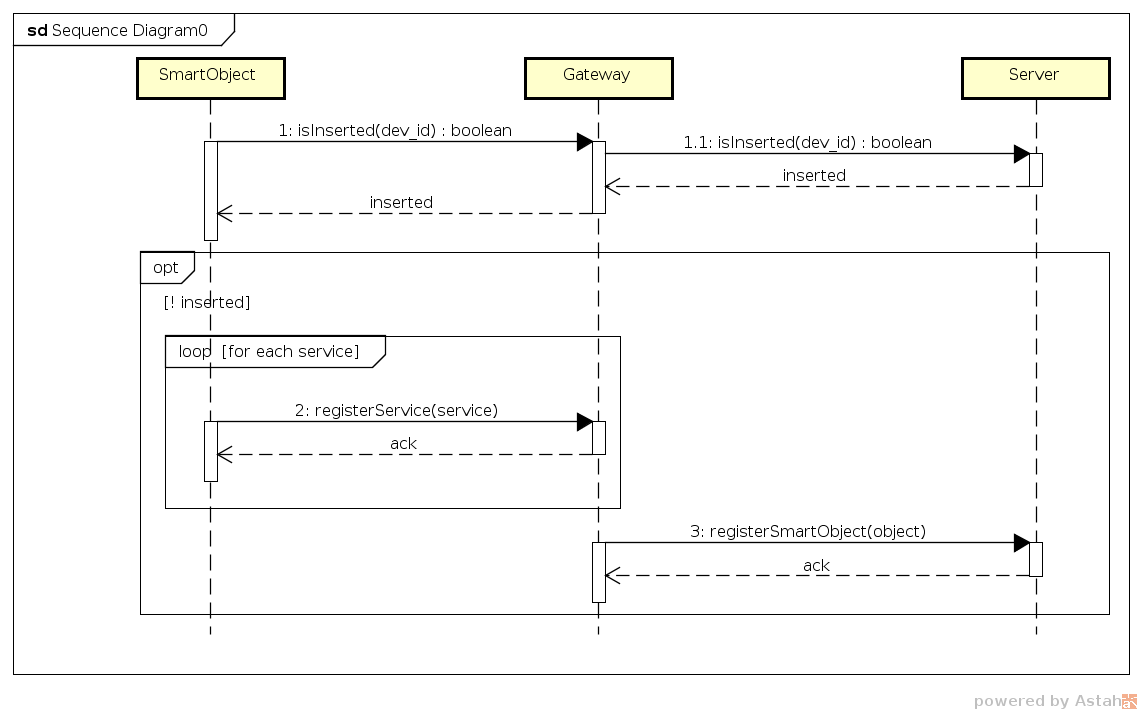 sd Sequence Diagram0
SmartObject
Gateway
Server
1: isInserted(dev_id) : boolean
1.1: isInserted(dev_id) : boolean
inserted
inserted
opt
[! inserted]
loop [for each service]
2: registerService(service)
ack
3: registerSmartObject(object)
ack
powered by Astah